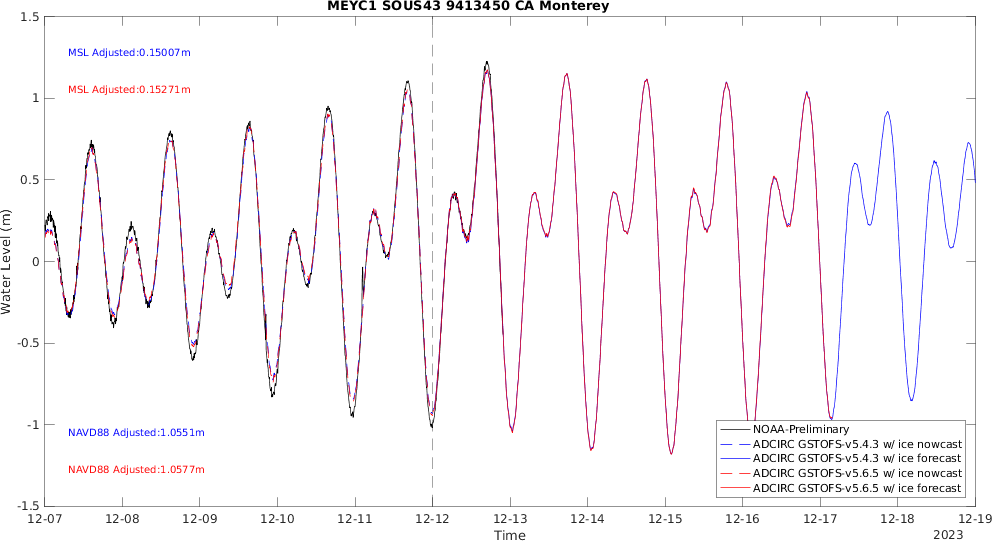 MEYC1 SOUS43 9413450 CA Monterey
1.5
1
0.5
0
-0.5
-1
-1.5
Water Level (m)
MSL Adjusted:0.15007m
MSL Adjusted:0.15271m
NAVD88 Adjusted:1.0551m
NAVD88 Adjusted:1.0577m
NOAA-Preliminary
ADCIRC GSTOFS-v5.4.3 w/ ice nowcast
ADCIRC GSTOFS-v5.4.3 w/ ice forecast
ADCIRC GSTOFS-v5.6.5 w/ ice nowcast
ADCIRC GSTOFS-v5.6.5 w/ ice forecast
12-07 12-08 12-09 12-10 12-11 12-12 12-13 12-14 12-15 12-16 12-17 12-18 12-19
Time
2023